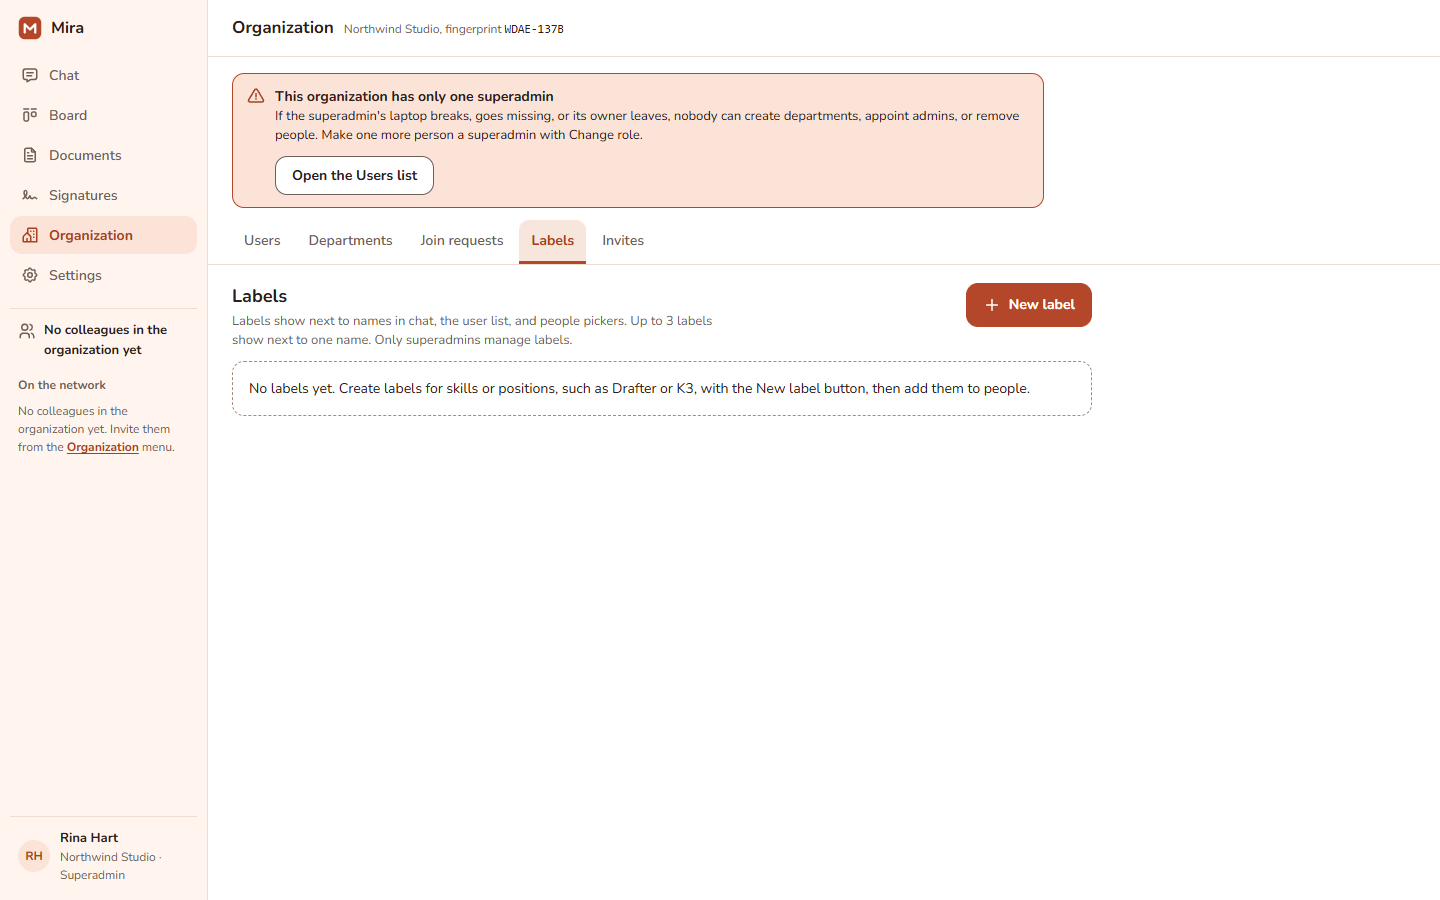 Mira
Chat
Board
Documents
Signatures
Organization
Settings
No colleagues in the
organization yet
On the network
No colleagues in the
organization yet. Invite them
from the Organization menu.
RH
Rina Hart
Northwind Studio ·
Superadmin
Organization
Northwind Studio, fingerprint WDAE-137B
This organization has only one superadmin
If the superadmin's laptop breaks, goes missing, or its owner leaves, nobody can create departments, appoint admins, or remove
people. Make one more person a superadmin with Change role.
Open the Users list
Users
Departments
Join requests
Labels
Invites
Labels
Labels show next to names in chat, the user list, and people pickers. Up to 3 labels
show next to one name. Only superadmins manage labels.
New label
No labels yet. Create labels for skills or positions, such as Drafter or K3, with the New label button, then add them to people.